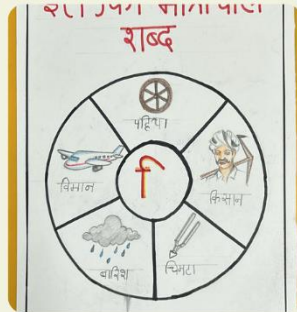 मात्रा वाले
शब्द
पहिया
विमान
ि
किसान
बारिश
चिमटा